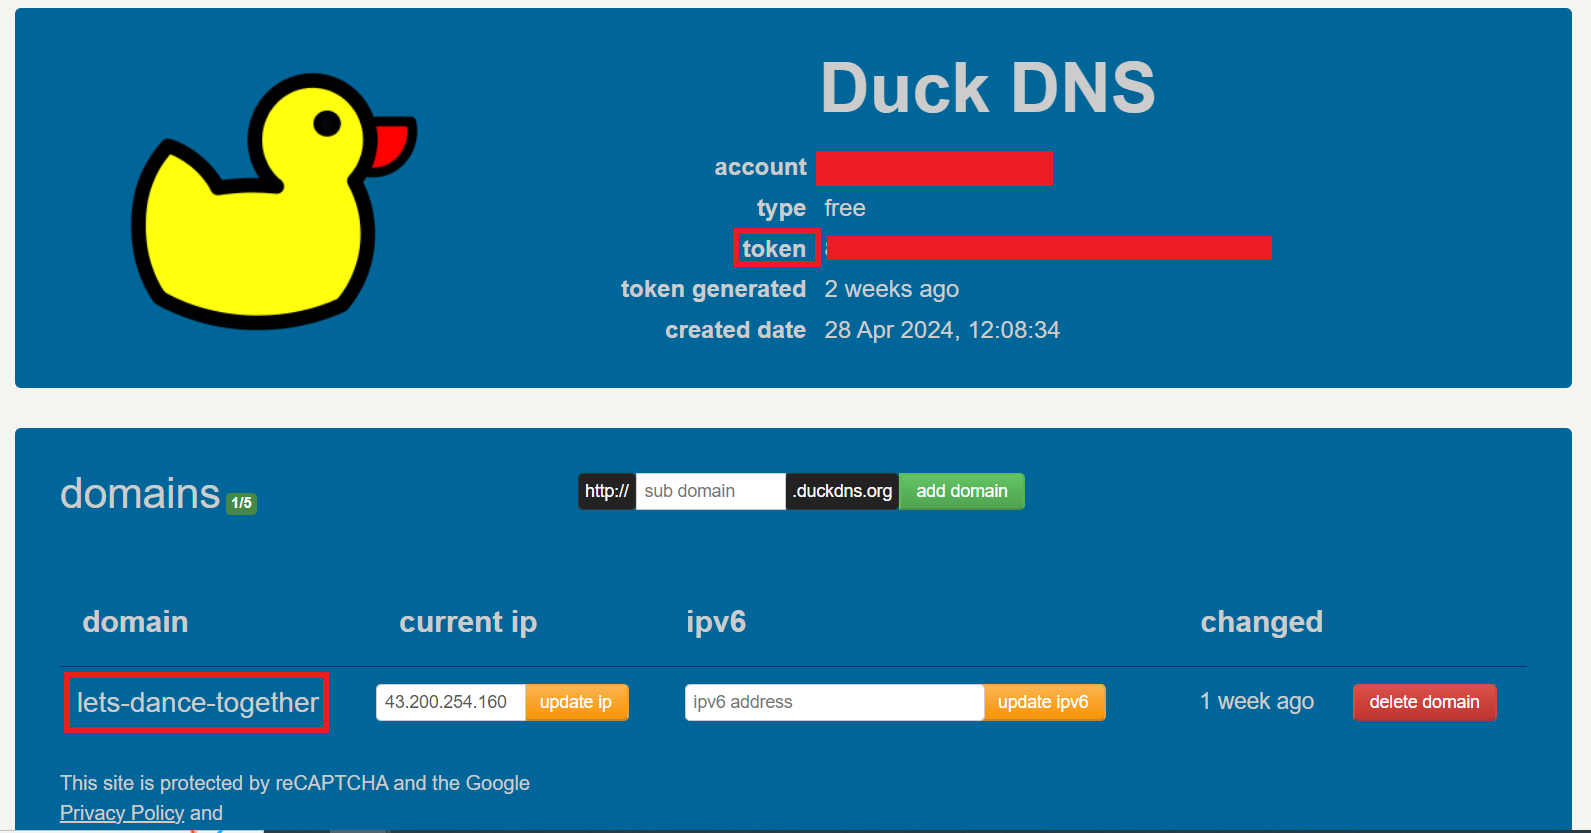 Duck DNS
account
type free
token
token generated 2 weeks ago
created date 28 Apr 2024, 12:08:34
domains 1/5
http:// sub domain .duckdns.org add domain
domain current ip ipv6 changed
lets-dance-together 43.200.254.160 update ip ipv6 address update ipv6 1 week ago delete domain
This site is protected by reCAPTCHA and the Google
Privacy Policy and